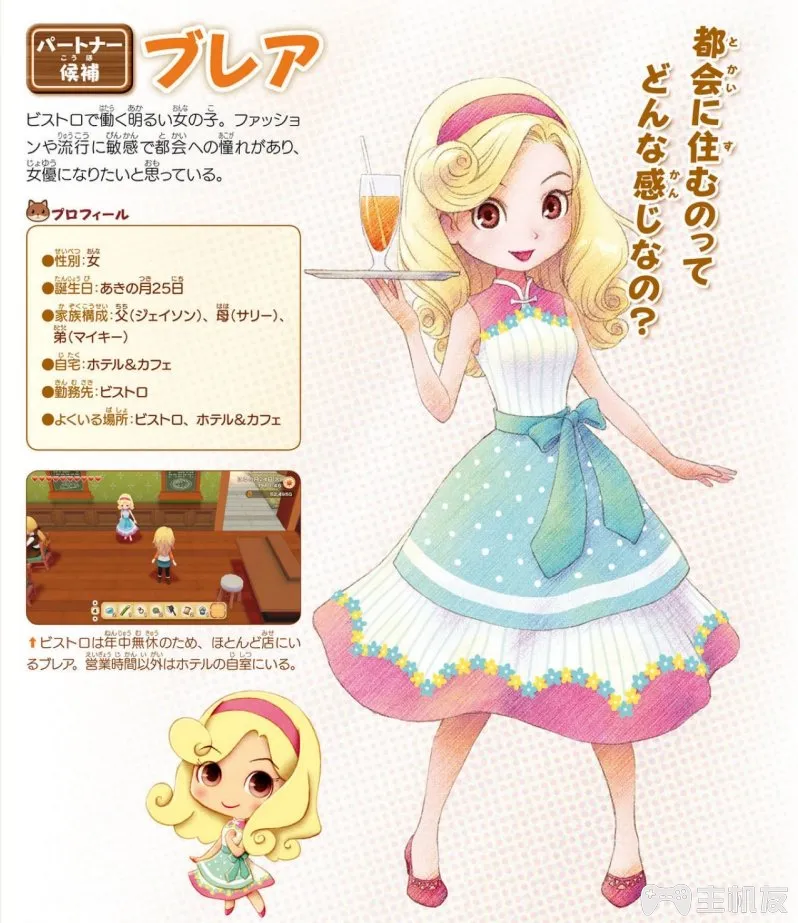 パートナー
候補
こうほ
ブレア
ビストロで働く明るい女の子。ファッショ
ンや流行に敏感で都会への憧れがあり、
女優になりたいと思っている。
プロフィール
●性別:女
●誕生日:あきの月25日
●家族構成:父(ジェイソン)、母(サリー)、
弟(マイキー)
●自宅:ホテル&カフェ
●勤務先:ビストロ
●よくいる場所:ビストロ、ホテル&カフェ
⬆ビストロは年中無休のため、ほとんど店にい
るブレア。営業時間以外はホテルの自室にいる。
都会に住むのって
どんな感じなの?
主机友